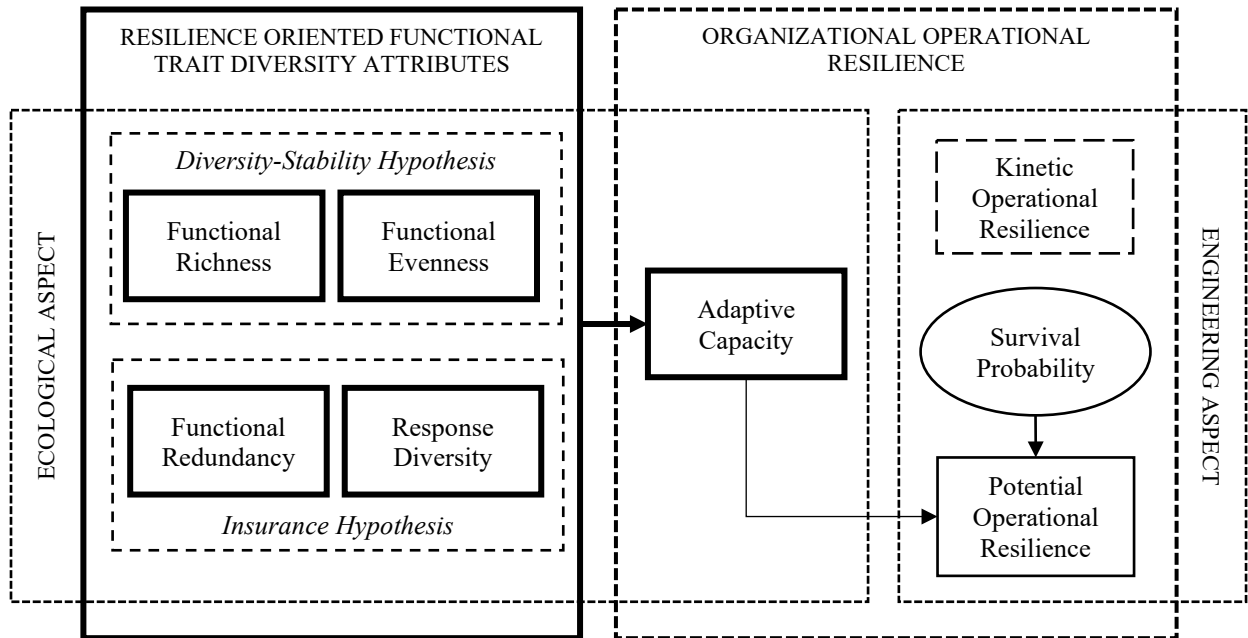 RESILIENCE ORIENTED FUNCTIONAL
TRAIT DIVERSITY ATTRIBUTES
ORGANIZATIONAL OPERATIONAL
RESILIENCE
ECOLOGICAL ASPECT
Diversity-Stability Hypothesis
Functional
Richness
Functional
Evenness
Functional
Redundancy
Response
Diversity
Insurance Hypothesis
Adaptive
Capacity
Kinetic
Operational
Resilience
Survival
Probability
Potential
Operational
Resilience
ENGINEERING ASPECT